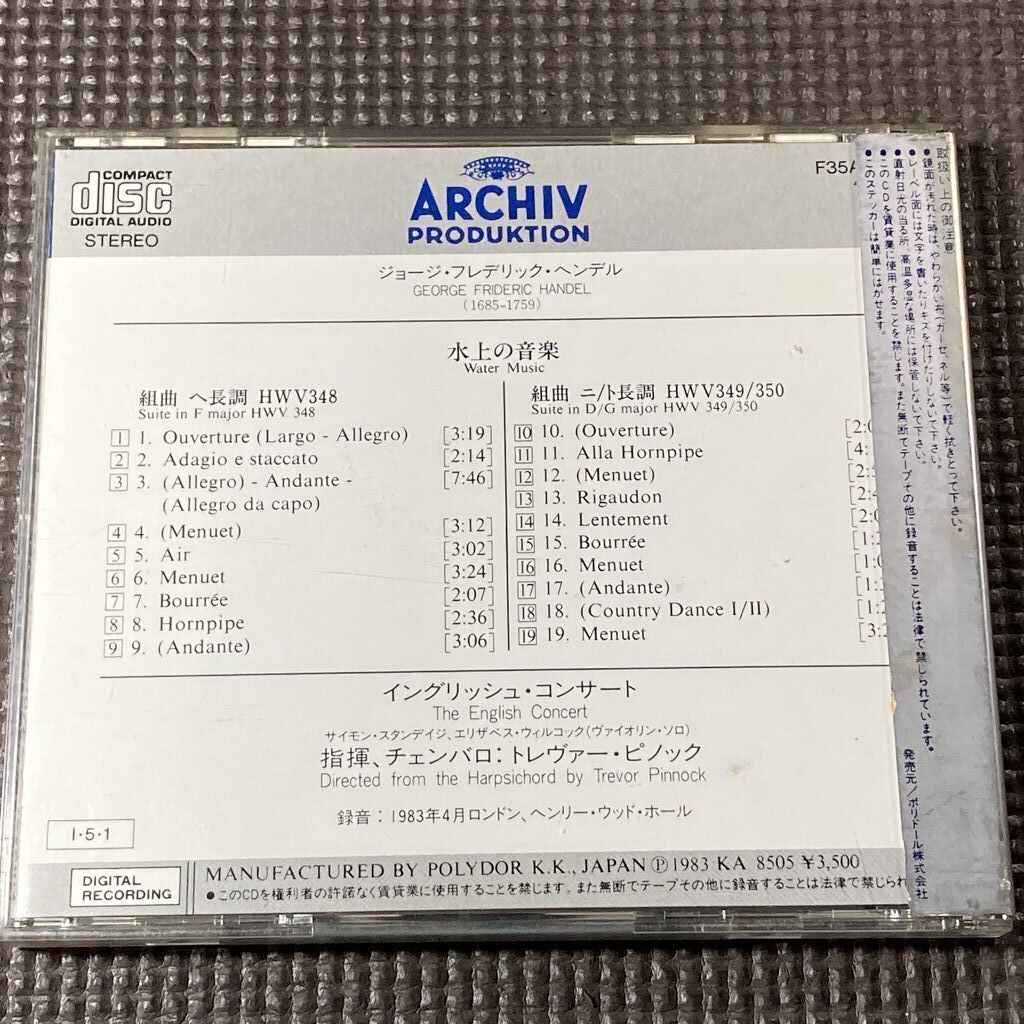 COMPACT
disc
DIGITAL AUDIO
STEREO
ARCHIV
PRODUKTION
F35A
ジョージ・フレデリック・ヘンデル
GEORGE FRIDERIC HANDEL
(1685-1759)
水上の音楽
Water Music
組曲 ヘ長調 HWV348
Suite in F major HWV 348
1 1. Ouverture (Largo - Allegro) [3:19]
2 2. Adagio e staccato [2:14]
3 3. (Allegro) - Andante - [7:46]
(Allegro da capo)
4 4. (Menuet) [3:12]
5 5. Air [3:02]
6 6. Menuet [3:24]
7 7. Bourrée [2:07]
8 8. Hornpipe [2:36]
9 9. (Andante) [3:06]
組曲 ニ/ト長調 HWV349/350
Suite in D/G major HWV 349/350
10 10. (Ouverture) [2:
11 11. Alla Hornpipe [4:
12 12. (Menuet) [2:
13 13. Rigaudon [2:
14 14. Lentement [2:
15 15. Bourrée [1:
16 16. Menuet [1:
17 17. (Andante) [1:
18 18. (Country Dance I/II) [1:
19 19. Menuet [3:
イングリッシュ・コンサート
The English Concert
サイモン・スタンデイジ、エリザベス・ウィルコック(ヴァイオリン・ソロ)
指揮、チェンバロ: トレヴァー・ピノック
Directed from the Harpsichord by Trevor Pinnock
録音：1983年4月ロンドン、ヘンリー・ウッド・ホール
I・5・1
DIGITAL
RECORDING
MANUFACTURED BY POLYDOR K.K., JAPAN Ⓟ1983 KA 8505 ¥3,500
●このCDを権利者の許諾なく賃貸業に使用することを禁じます。また無断でテープその他に録音することは法律で禁じられ
取扱い上の御注意
●鏡面が汚れた時は、やわらかい布(ガーゼ、ネル等)で軽く拭きとって下さい。
●レーベル面には文字を書いたりキズを付けたりしないで下さい。
●直射日光の当る所、高温多湿な場所には保管しないで下さい。
●このCDを賃貸業に使用することを禁じます。また無断でテープその他に録音することは法律で禁じられています。
●このステッカーは簡単にはがせます。
発売元/ポリドール株式会社